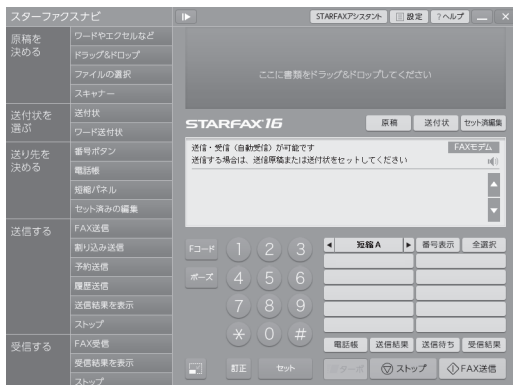 スターファクスナビ
STARFAXアシスタント
設定
?ヘルプ
原稿を
決める
ワードやエクセルなど
ドラッグ&ドロップ
ファイルの選択
スキャナー
送付状を
選ぶ
送付状
ワード送付状
送り先を
決める
番号ボタン
電話帳
短縮パネル
セット済みの編集
送信する
FAX送信
割り込み送信
予約送信
履歴送信
送信結果を表示
ストップ
受信する
FAX受信
受信結果を表示
ストップ
ここに書類をドラッグ&ドロップしてください
STARFAX16
原稿
送付状
セット済編集
送信・受信（自動受信）が可能です
FAXモデム
送信する場合は、送信原稿または送付状をセットしてください
Fコード
1
2
3
ポーズ
4
5
6
7
8
9
*
0
#
訂正
セット
短縮A
番号表示
全選択
電話帳
送信結果
送信待ち
受信結果
ターボ
ストップ
FAX送信